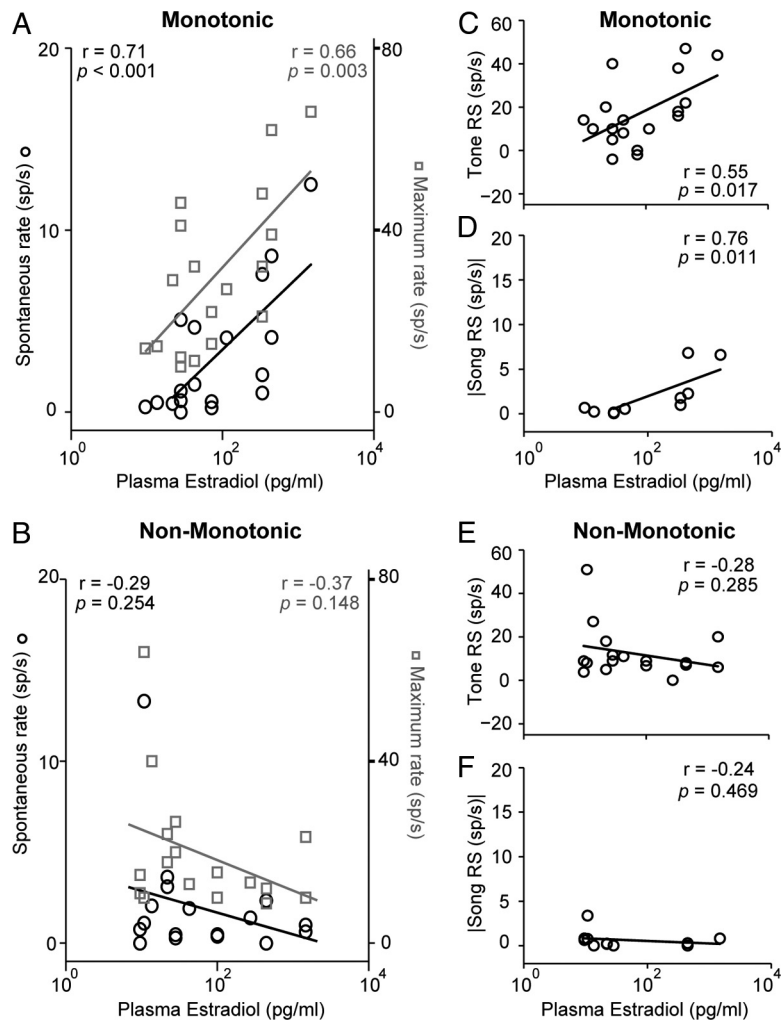 A
Monotonic
20
r = 0.71
p < 0.001
r = 0.66
p = 0.003
80
Spontaneous rate (sp/s)
10
40
Maximum rate (sp/s)
0
0
10^0
10^2
10^4
Plasma Estradiol (pg/ml)
B
Non-Monotonic
20
r = -0.29
p = 0.254
r = -0.37
p = 0.148
80
Spontaneous rate (sp/s)
10
40
Maximum rate (sp/s)
0
0
10^0
10^2
10^4
Plasma Estradiol (pg/ml)
C
Monotonic
60
40
20
0
−20
Tone RS (sp/s)
r = 0.55
p = 0.017
D
20
15
10
5
0
|Song RS (sp/s)|
r = 0.76
p = 0.011
10^0
10^2
10^4
Plasma Estradiol (pg/ml)
E
Non-Monotonic
60
40
20
0
−20
Tone RS (sp/s)
r = -0.28
p = 0.285
F
20
15
10
5
0
|Song RS (sp/s)|
r = -0.24
p = 0.469
10^0
10^2
10^4
Plasma Estradiol (pg/ml)